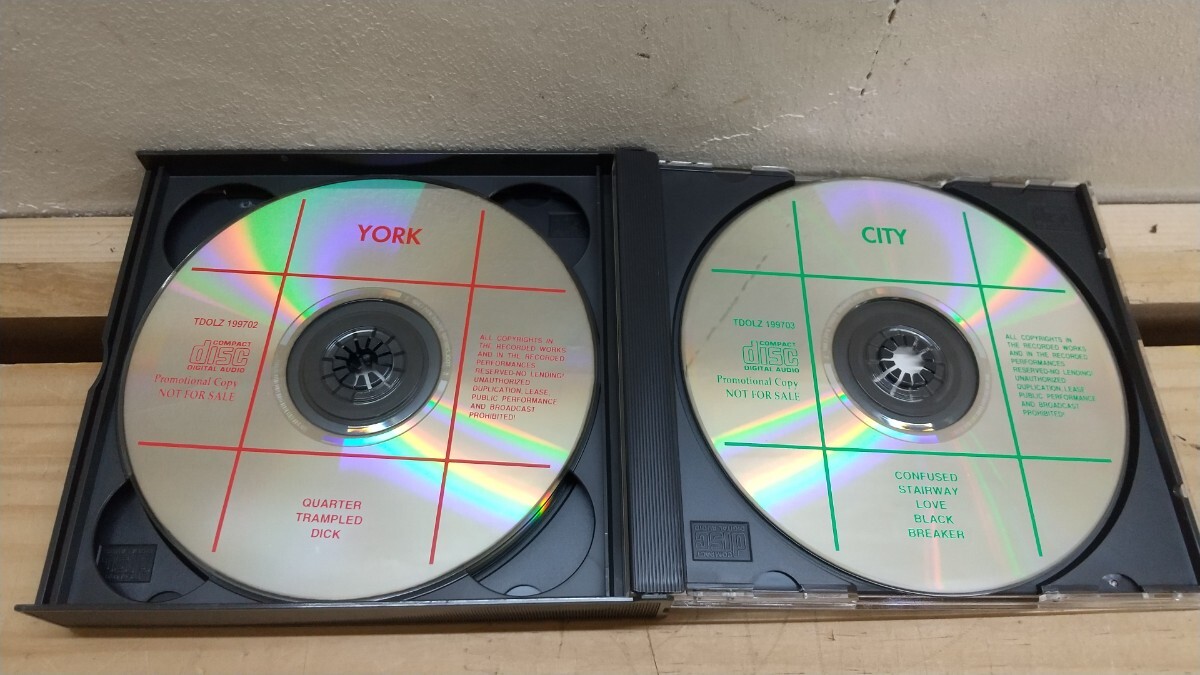 YORK
TDOLZ 199702
COMPACT
disc
DIGITAL AUDIO
Promotional Copy
NOT FOR SALE
ALL COPYRIGHTS IN
THE RECORDED WORKS
AND IN THE RECORDED
PERFORMANCES
RESERVED-NO LENDING!
UNAUTHORIZED
DUPLICATION, LEASE,
PUBLIC PERFORMANCE
AND BROADCAST
PROHIBITED!
QUARTER
TRAMPLED
DICK
CITY
TDOLZ 199703
COMPACT
disc
DIGITAL AUDIO
Promotional Copy
NOT FOR SALE
ALL COPYRIGHTS IN
THE RECORDED WORKS
AND IN THE RECORDED
PERFORMANCES
RESERVED-NO LENDING!
UNAUTHORIZED
DUPLICATION, LEASE,
PUBLIC PERFORMANCE
AND BROADCAST
PROHIBITED!
CONFUSED
STAIRWAY
LOVE
BLACK
BREAKER